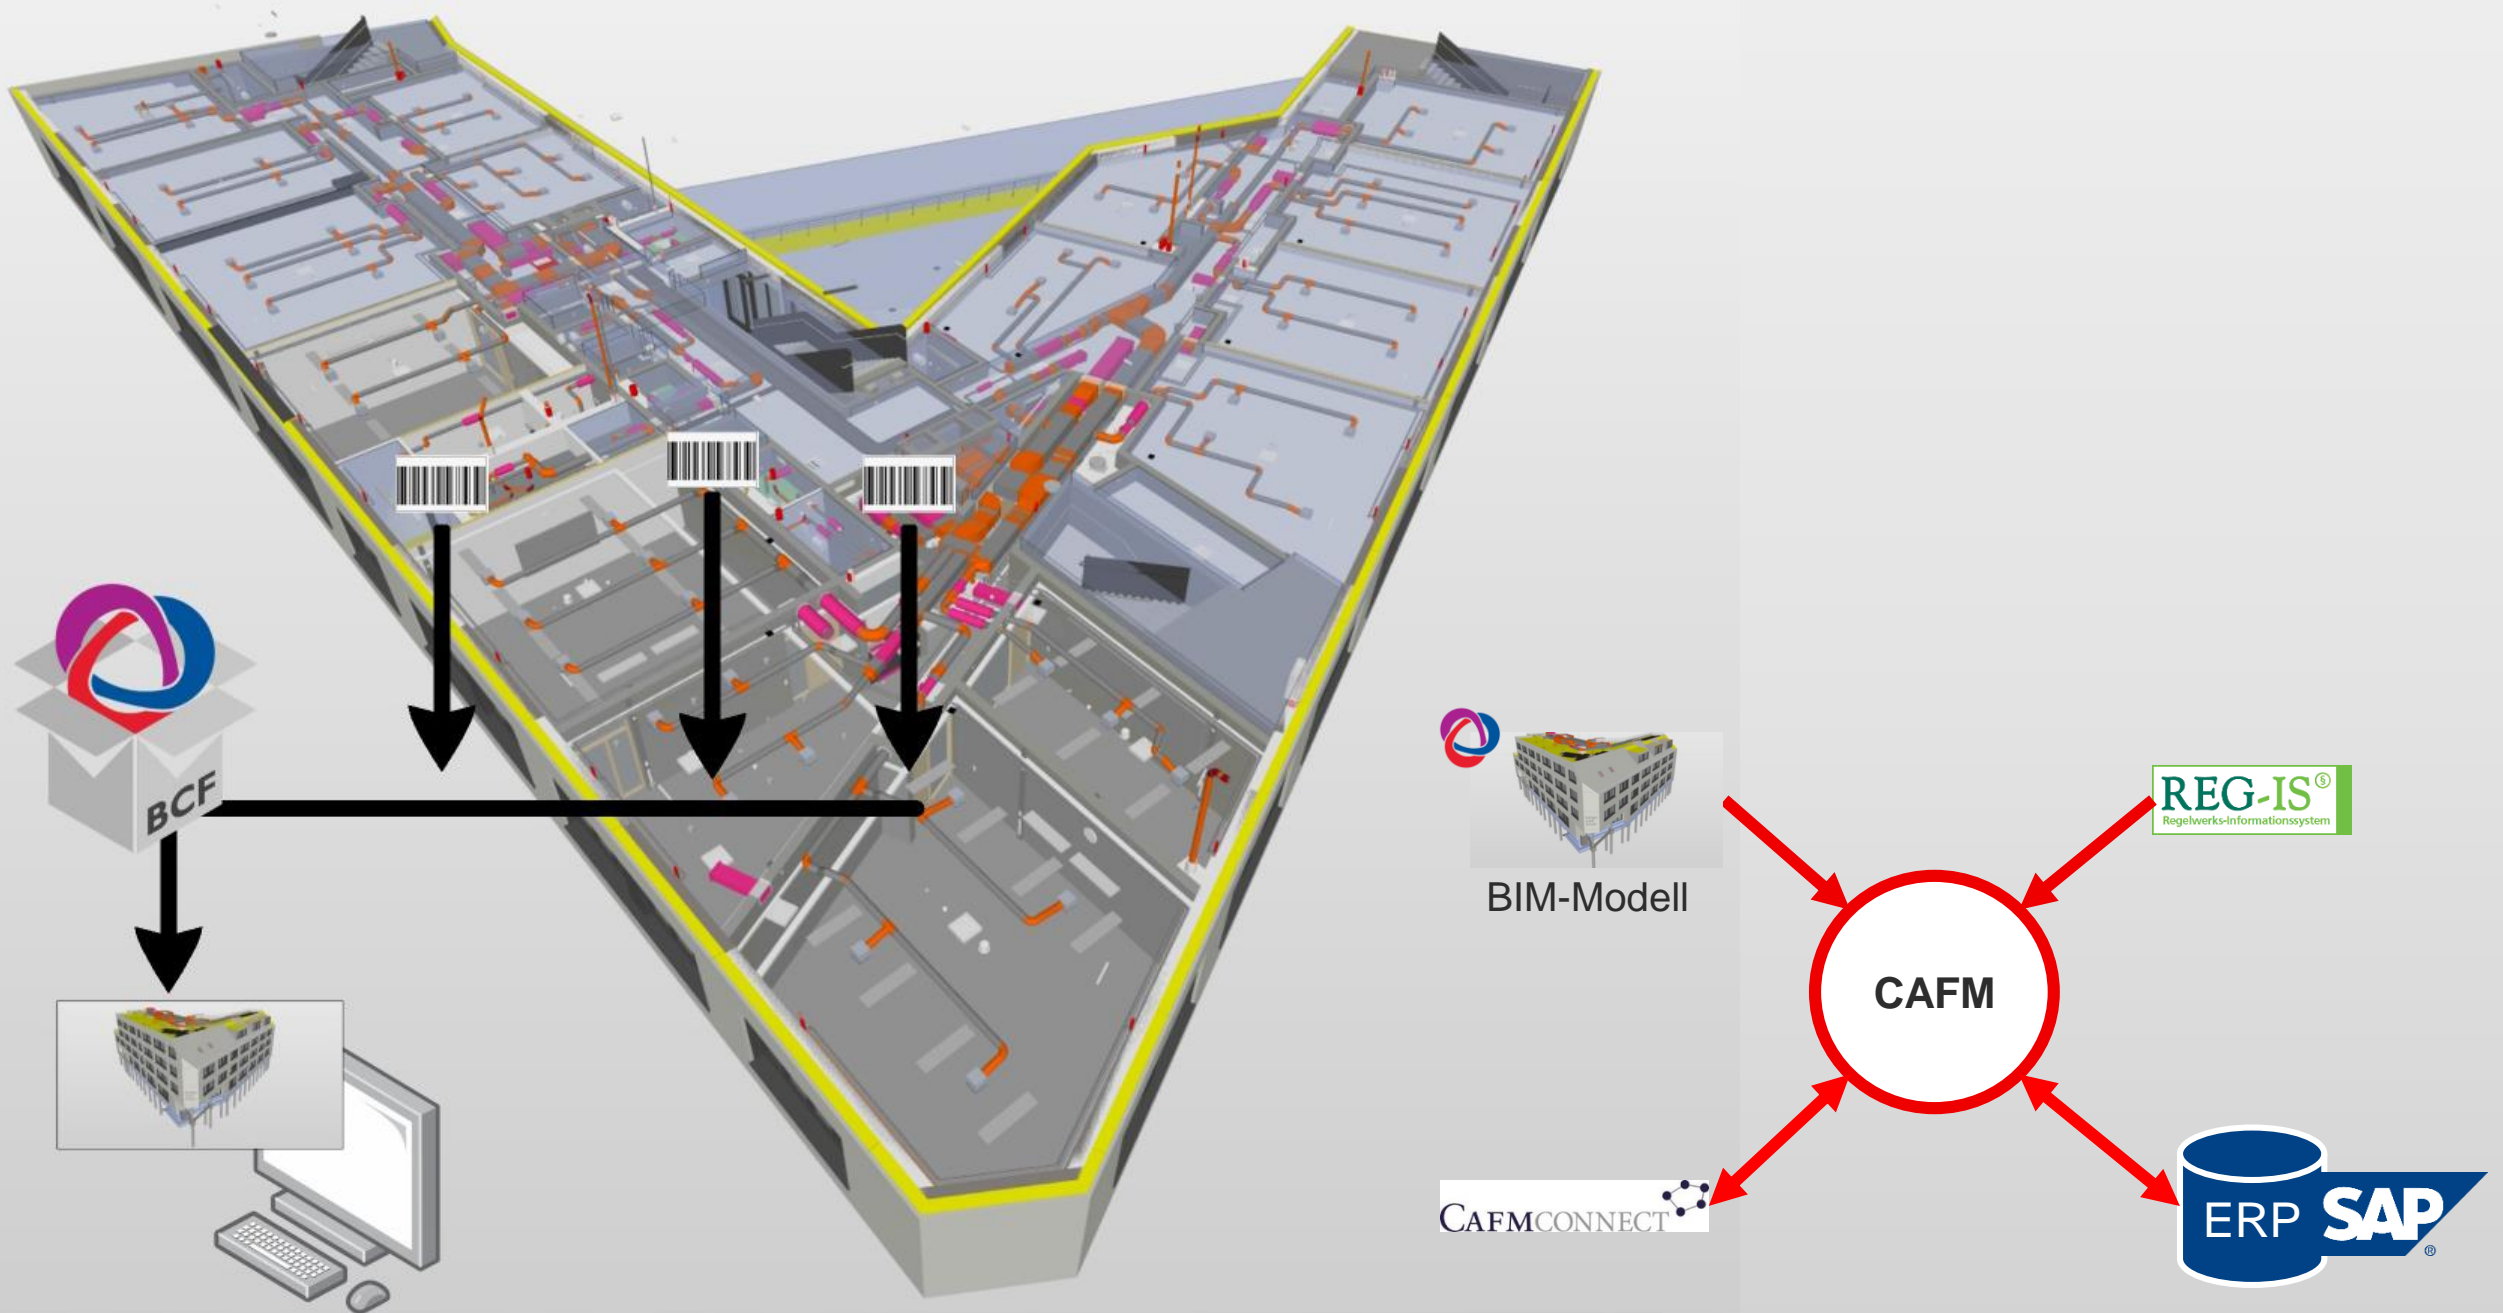 BCF
BIM-Modell
REG-IS®
Regelwerks-Informationssystem
CAFM
CAFMCONNECT
ERP SAP
®